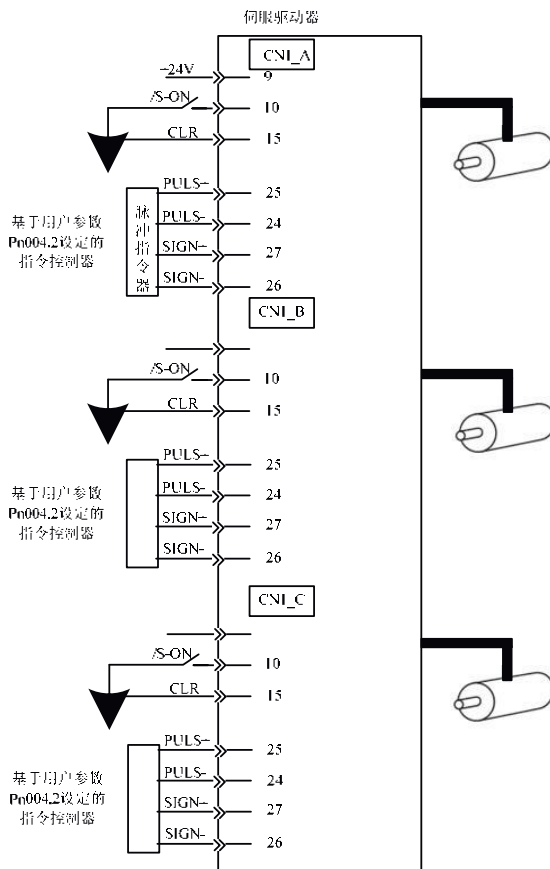 伺服驱动器
CN1_A
+24V
9
/S-ON
10
CLR
15
PULS+
25
PULS-
24
SIGN+
27
SIGN-
26
脉冲指令器
基于用户参数
Pn004.2设定的
指令控制器
CN1_B
/S-ON
10
CLR
15
PULS+
25
PULS-
24
SIGN+
27
SIGN-
26
基于用户参数
Pn004.2设定的
指令控制器
CN1_C
/S-ON
10
CLR
15
PULS+
25
PULS-
24
SIGN+
27
SIGN-
26
基于用户参数
Pn004.2设定的
指令控制器